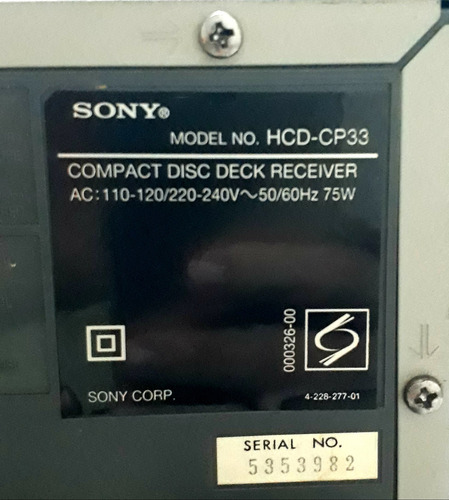 SONY®
MODEL NO. HCD-CP33
COMPACT DISC DECK RECEIVER
AC:110-120/220-240V～50/60Hz 75W
000326-00
SONY CORP.
4-228-277-01
SERIAL NO.
5353982